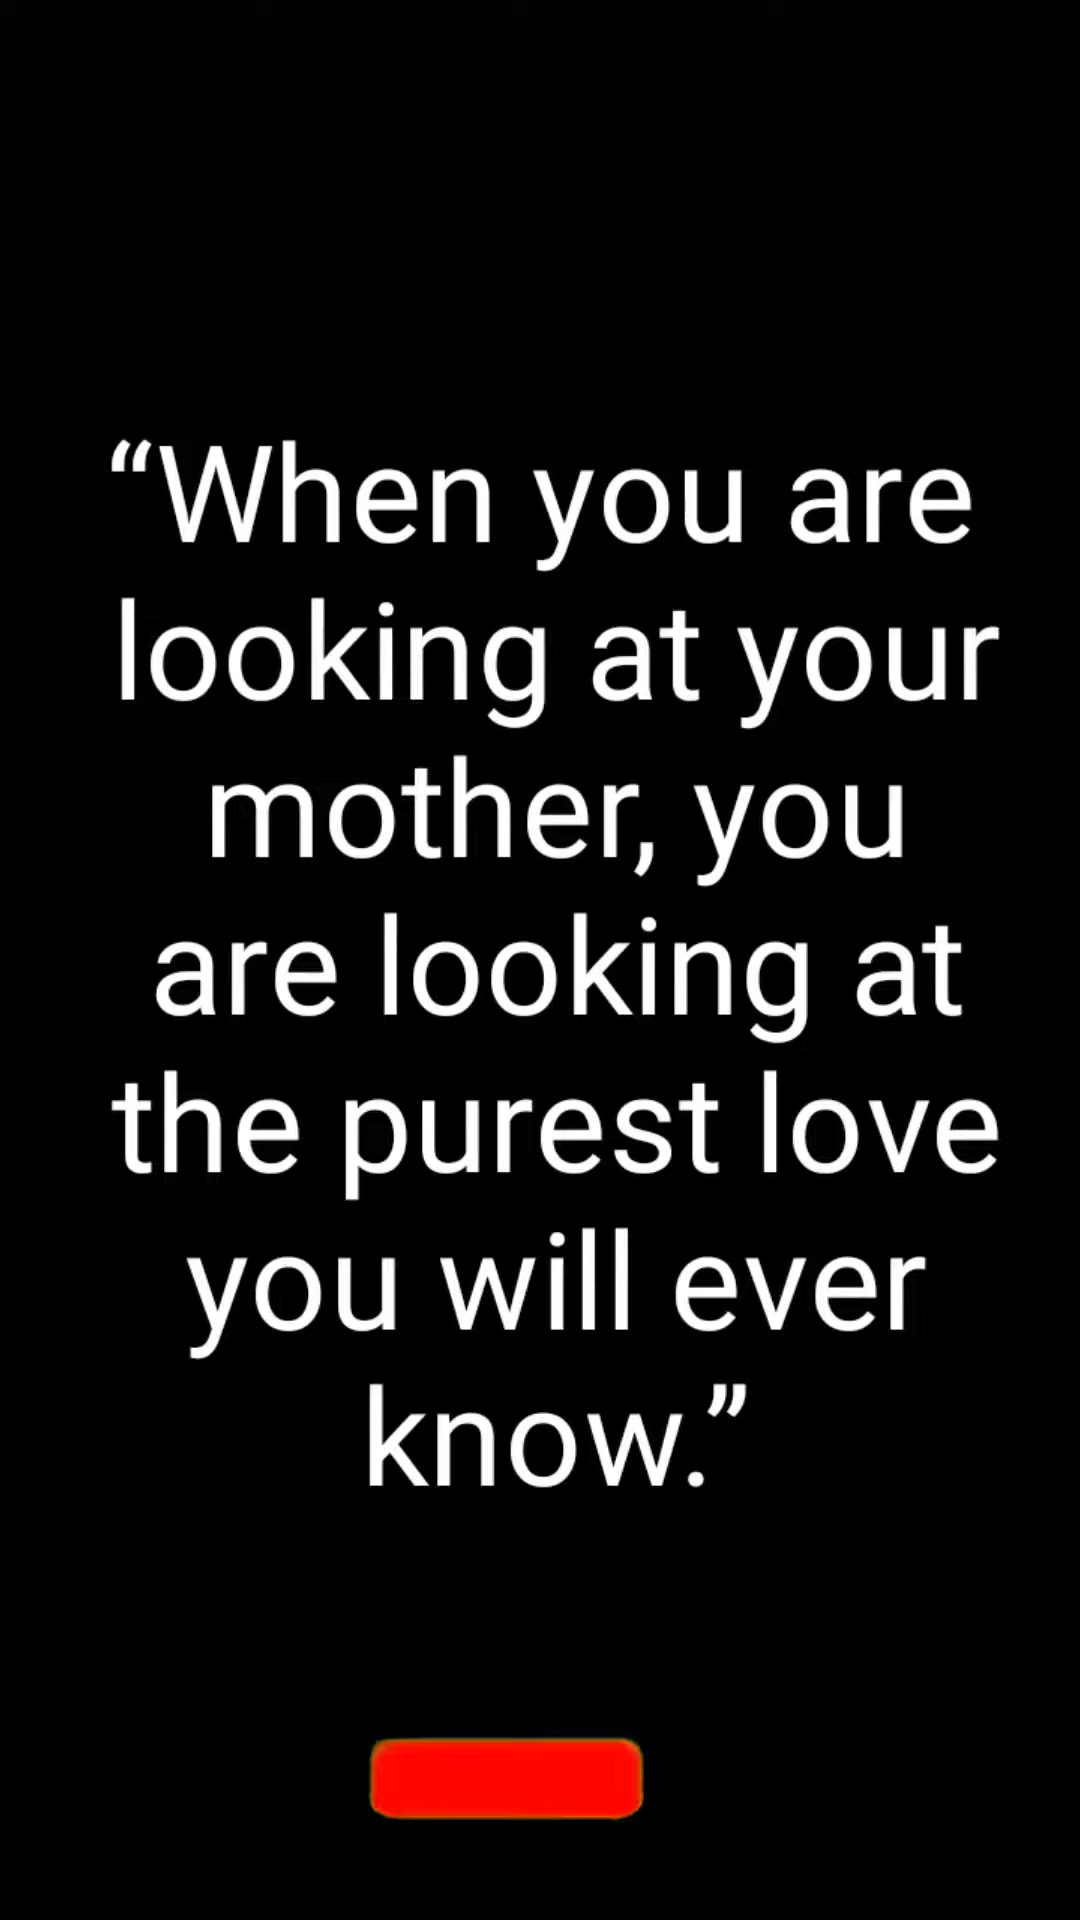 “When you are
looking at your
mother, you
are looking at
the purest love
you will ever
know.”